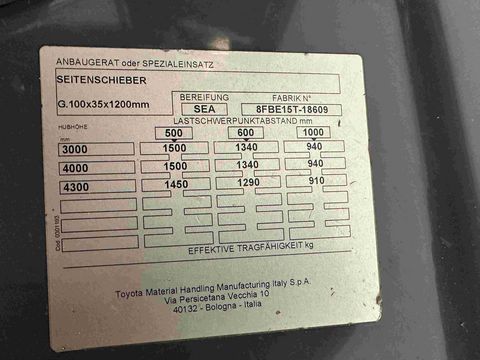 ANBAUGERAT oder SPEZIALEINSATZ
SEITENSCHIEBER
G.100x35x1200mm
BEREIFUNG
FABRIK N°
SEA
8FBE15T-18609
HUBHÖHE
LASTSCHWERPUNKTABSTAND mm
mm
500
600
1000
3000 1500 1340 940
4000 1500 1340 940
4300 1450 1290 910
EFFEKTIVE TRAGFÄHIGKEIT kg
Toyota Material Handling Manufacturing Italy S.p.A.
Via Persicetana Vecchia 10
40132 - Bologna - Italia